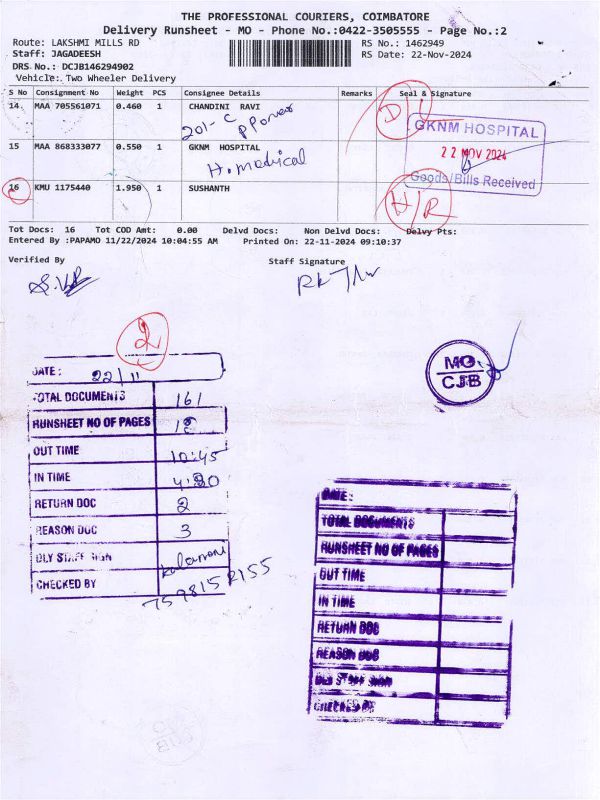 THE PROFESSIONAL COURIERS, COIMBATORE
Delivery Runsheet - MO - Phone No.:0422-3505555 - Page No.:2
Route: LAKSHMI MILLS RD
RS No.: 1462949
Staff: JAGADEESH
RS Date: 22-Nov-2024
DRS No.: DCJB146294902
Vehicle: Two Wheeler Delivery
S No Consignment No Weight PCS Consignee Details Remarks Seal & Signature
14 MAA 705561071 0.460 1 CHANDINI RAVI
201-C
15 MAA 868333077 0.550 1 GKNM HOSPITAL
H.medical
GKNM HOSPITAL
22 NOV 2024
Goods/Bills Received
16 KMU 1175440 1.950 1 SUSHANTH
N/R
Tot Docs: 16 Tot COD Amt: 0.00 Delvd Docs: Non Delvd Docs: Delvy Pts:
Entered By :PAPAMO 11/22/2024 10:04:55 AM Printed On: 22-11-2024 09:10:37
Verified By
Staff Signature
2
MO
CJB
DATE: 22/11
TOTAL DOCUMENTS 161
RUNSHEET NO OF PAGES
OUT TIME 10:45
IN TIME
RETURN DOC 2
REASON DOC 3
DLY STAFF SIGN
CHECKED BY
DATE:
TOTAL DOCUMENTS
RUNSHEET NO OF PAGES
OUT TIME
IN TIME
RETURN DOC
REASON DOC
DLY STAFF SIGN
CHECKED BY